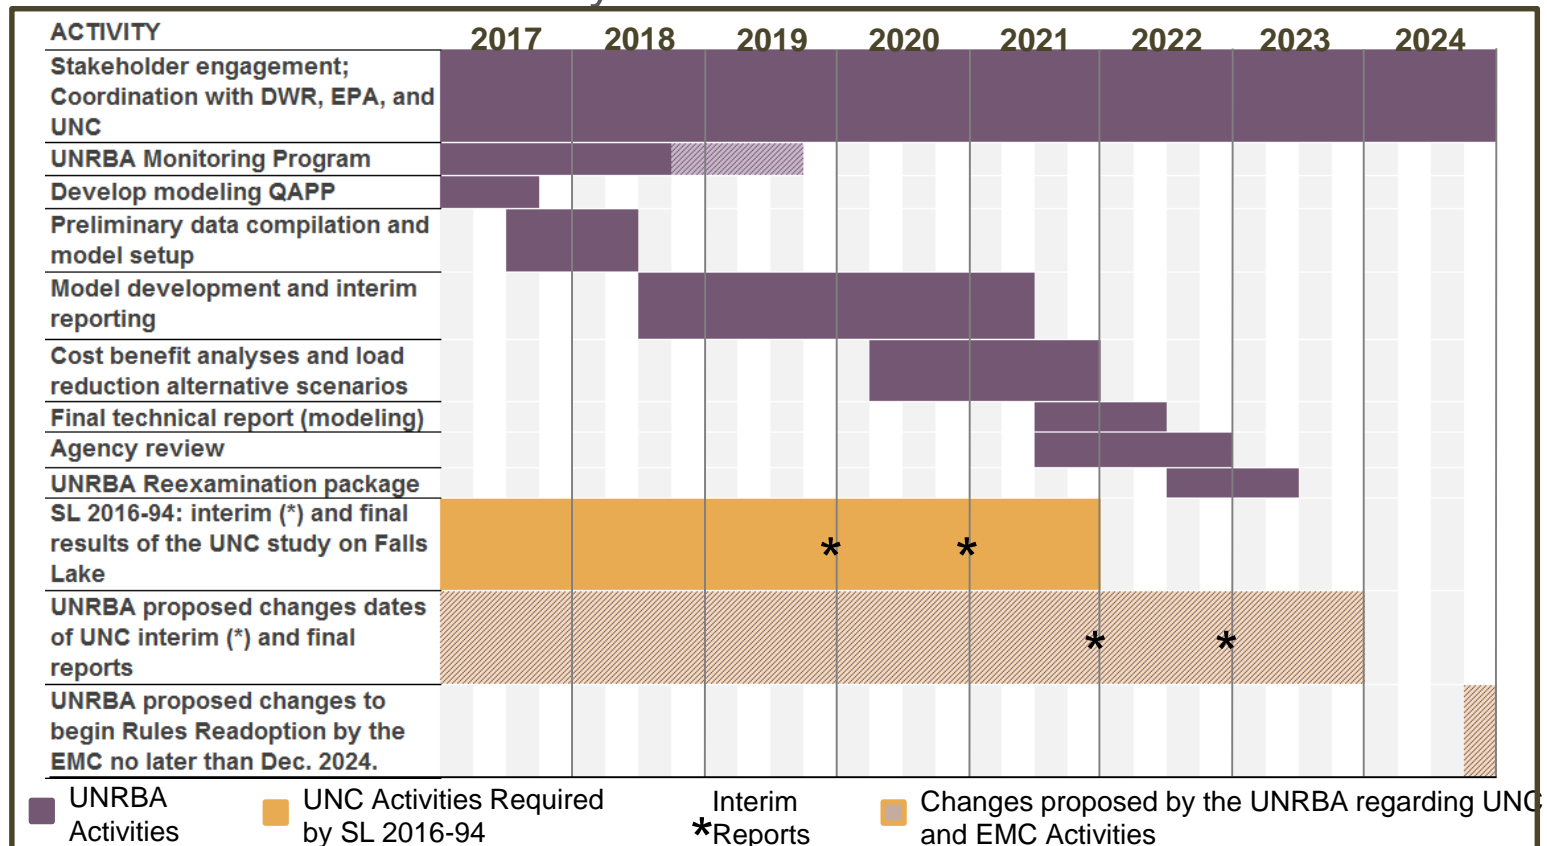 ACTIVITY
2017 2018 2019 2020 2021 2022 2023 2024
Stakeholder engagement;
Coordination with DWR, EPA, and
UNC
UNRBA Monitoring Program
Develop modeling QAPP
Preliminary data compilation and
model setup
Model development and interim
reporting
Cost benefit analyses and load
reduction alternative scenarios
Final technical report (modeling)
Agency review
UNRBA Reexamination package
SL 2016-94: interim (*) and final
results of the UNC study on Falls
Lake
* *
UNRBA proposed changes dates
of UNC interim (*) and final
reports
* *
UNRBA proposed changes to
begin Rules Readoption by the
EMC no later than Dec. 2024.
UNRBA
Activities
UNC Activities Required
by SL 2016-94
Interim
*Reports
Changes proposed by the UNRBA regarding UNC
and EMC Activities